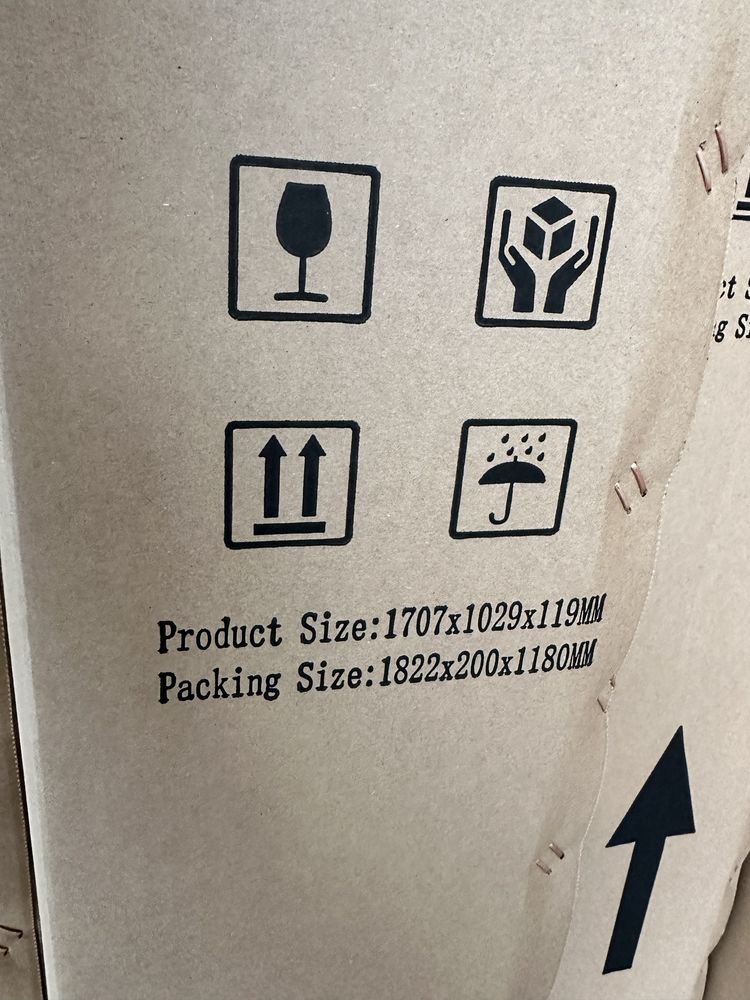 Product Size:1707x1029x119MM
Packing Size:1822x200x1180MM